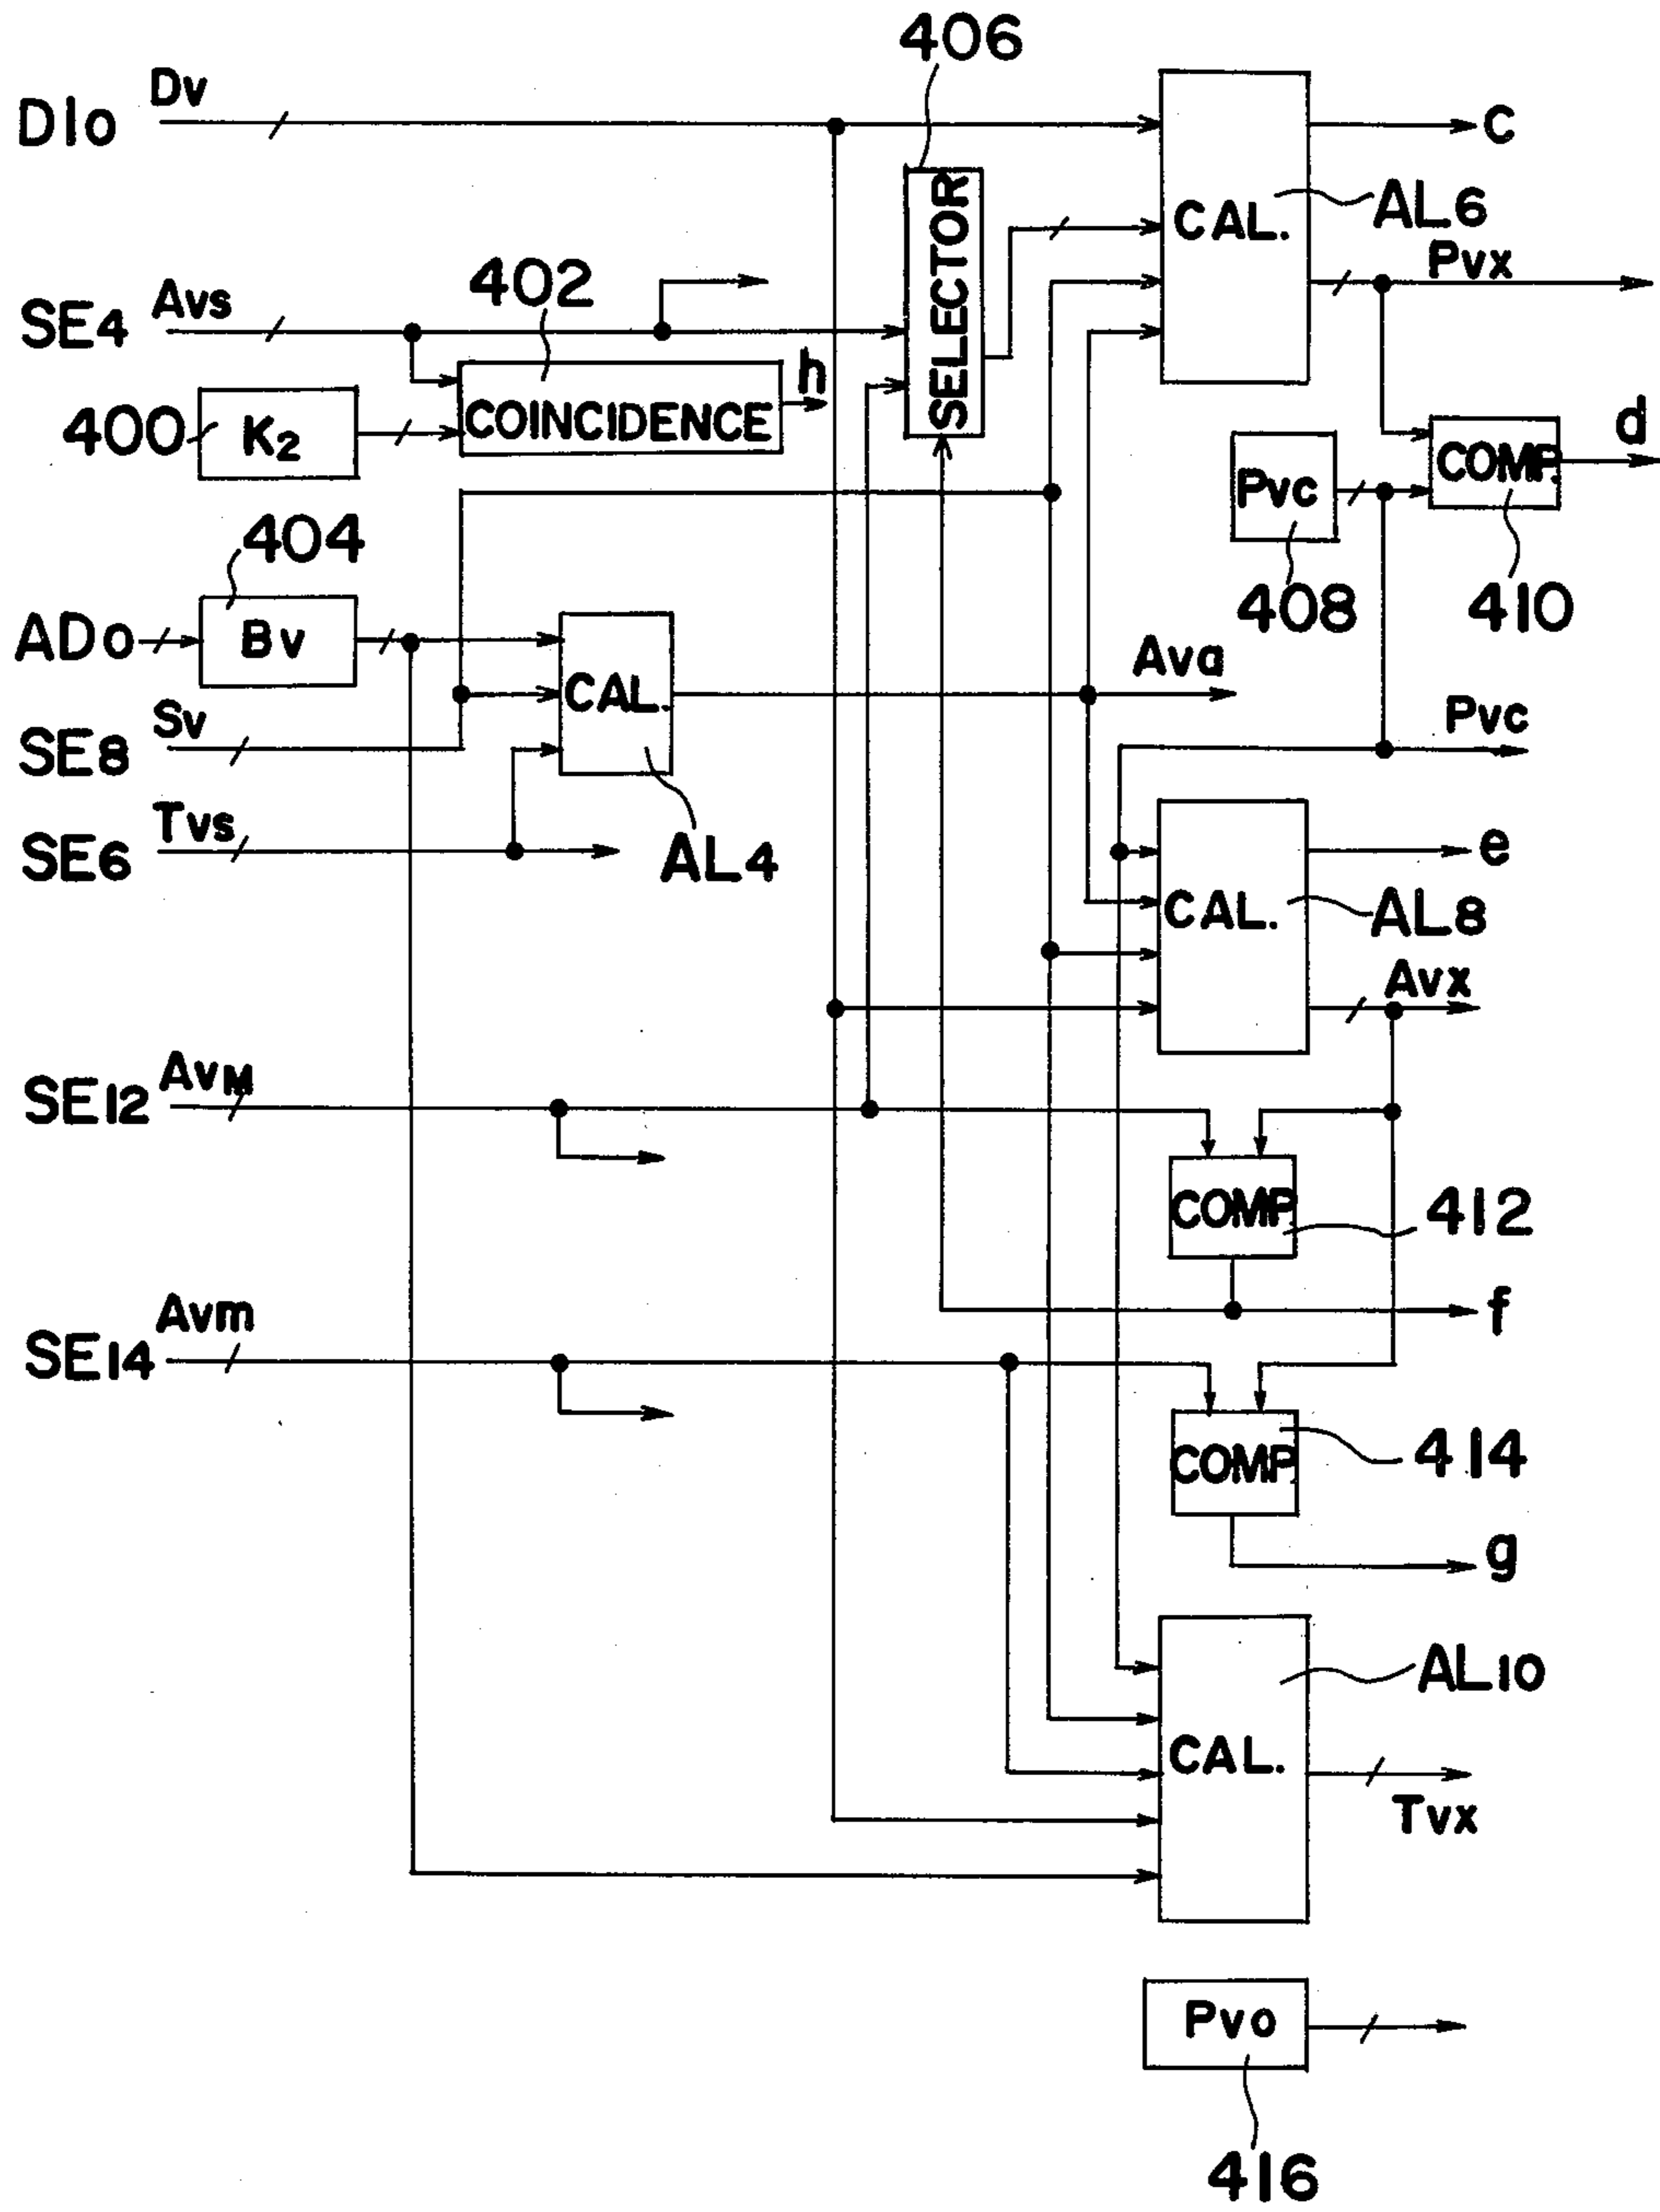 406
D10 Dv
C
SELECTOR
CAL.
AL6
Pvx
402
SE4 Avs
h
COINCIDENCE
400
K2
d
COMP.
Pvc
408
410
404
ADo
Bv
CAL.
Ava
Sv
SE8
Pvc
Tvs
SE6
AL4
e
CAL.
AL8
Avx
SE12 AvM
COMP.
412
f
SE14 Avm
COMP.
414
g
AL10
CAL.
Tvx
Pvo
416